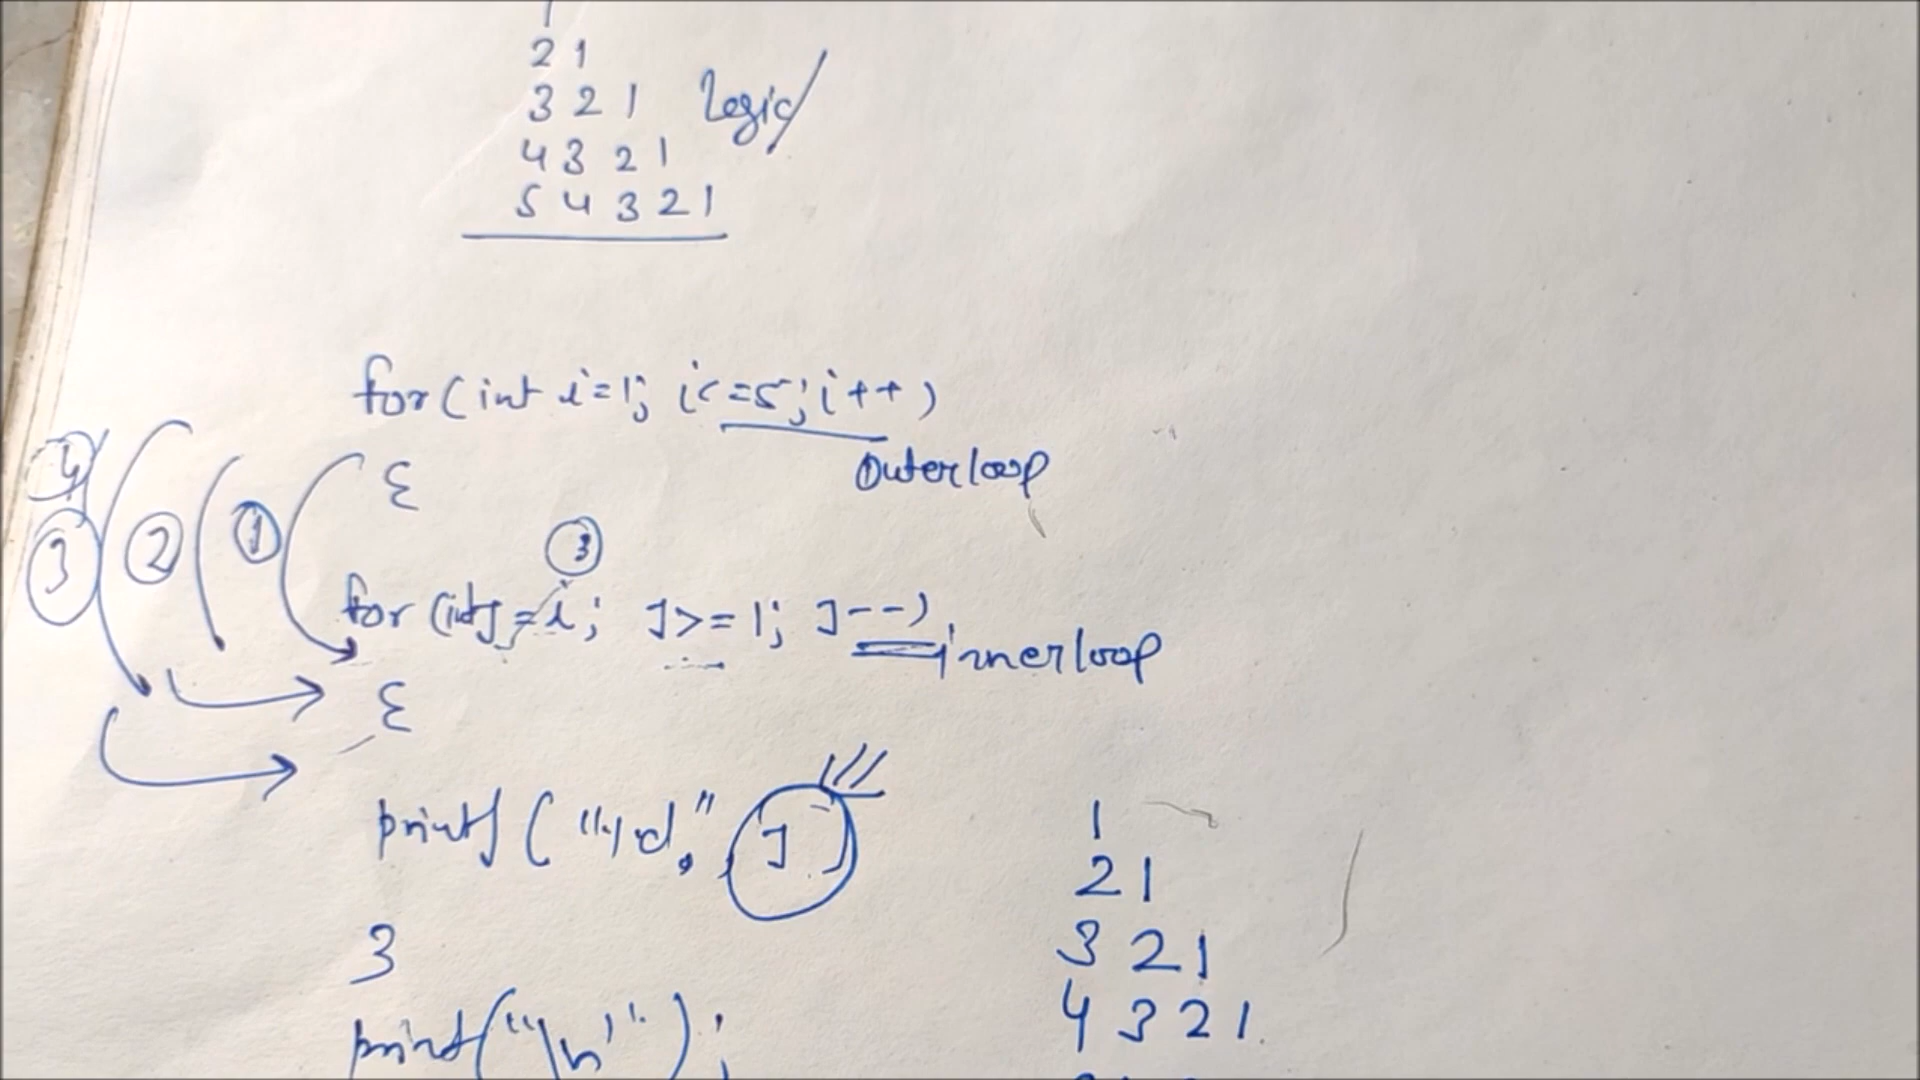 1
2 1
3 2 1 Logic/
4 3 2 1
5 4 3 2 1
for(int i=1; i<=5; i++)
Outerloop
{
4
3
2
1
3
for (int J=i; J>=1; J--)
innerloop
{
printf ("%d,", J)
}
printf("\n");
1
2 1
3 2 1
4 3 2 1